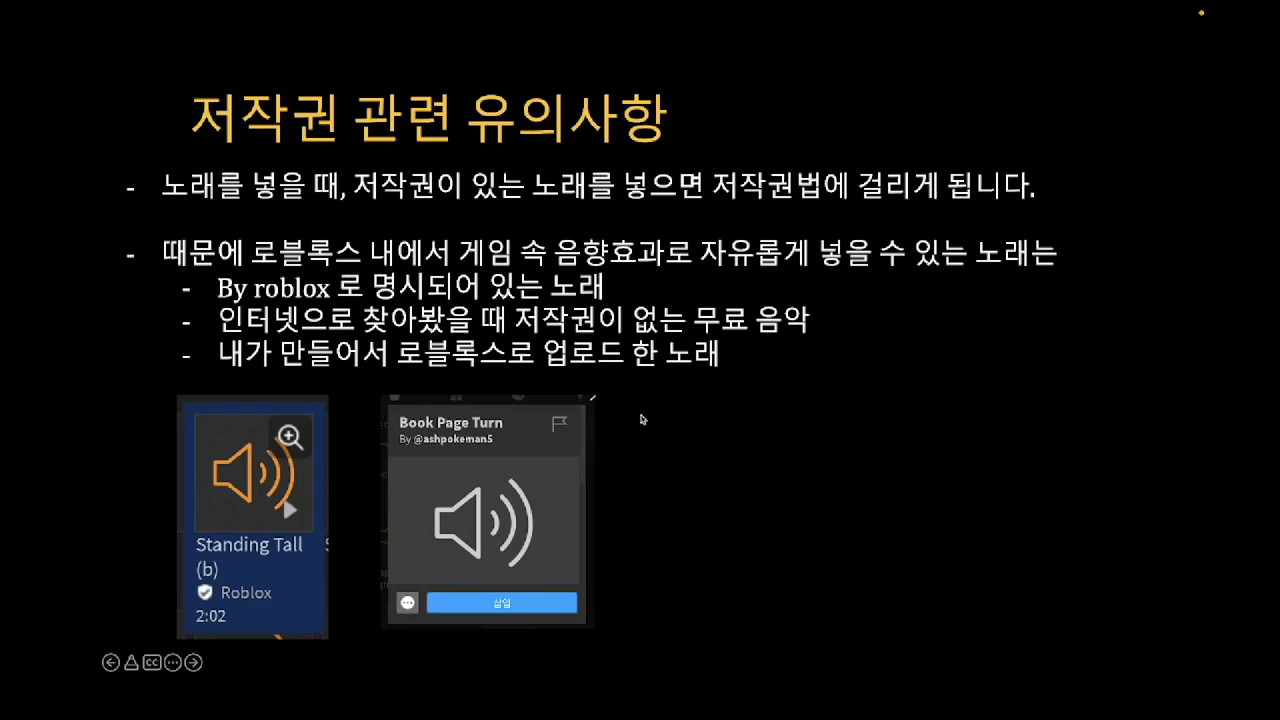 저작권 관련 유의사항
- 노래를 넣을 때, 저작권이 있는 노래를 넣으면 저작권법에 걸리게 됩니다.
- 때문에 로블록스 내에서 게임 속 음향효과로 자유롭게 넣을 수 있는 노래는
- By roblox 로 명시되어 있는 노래
- 인터넷으로 찾아봤을 때 저작권이 없는 무료 음악
- 내가 만들어서 로블록스로 업로드 한 노래
Standing Tall
(b)
Roblox
2:02
Book Page Turn
By @ashpokeman5
삽입
CC